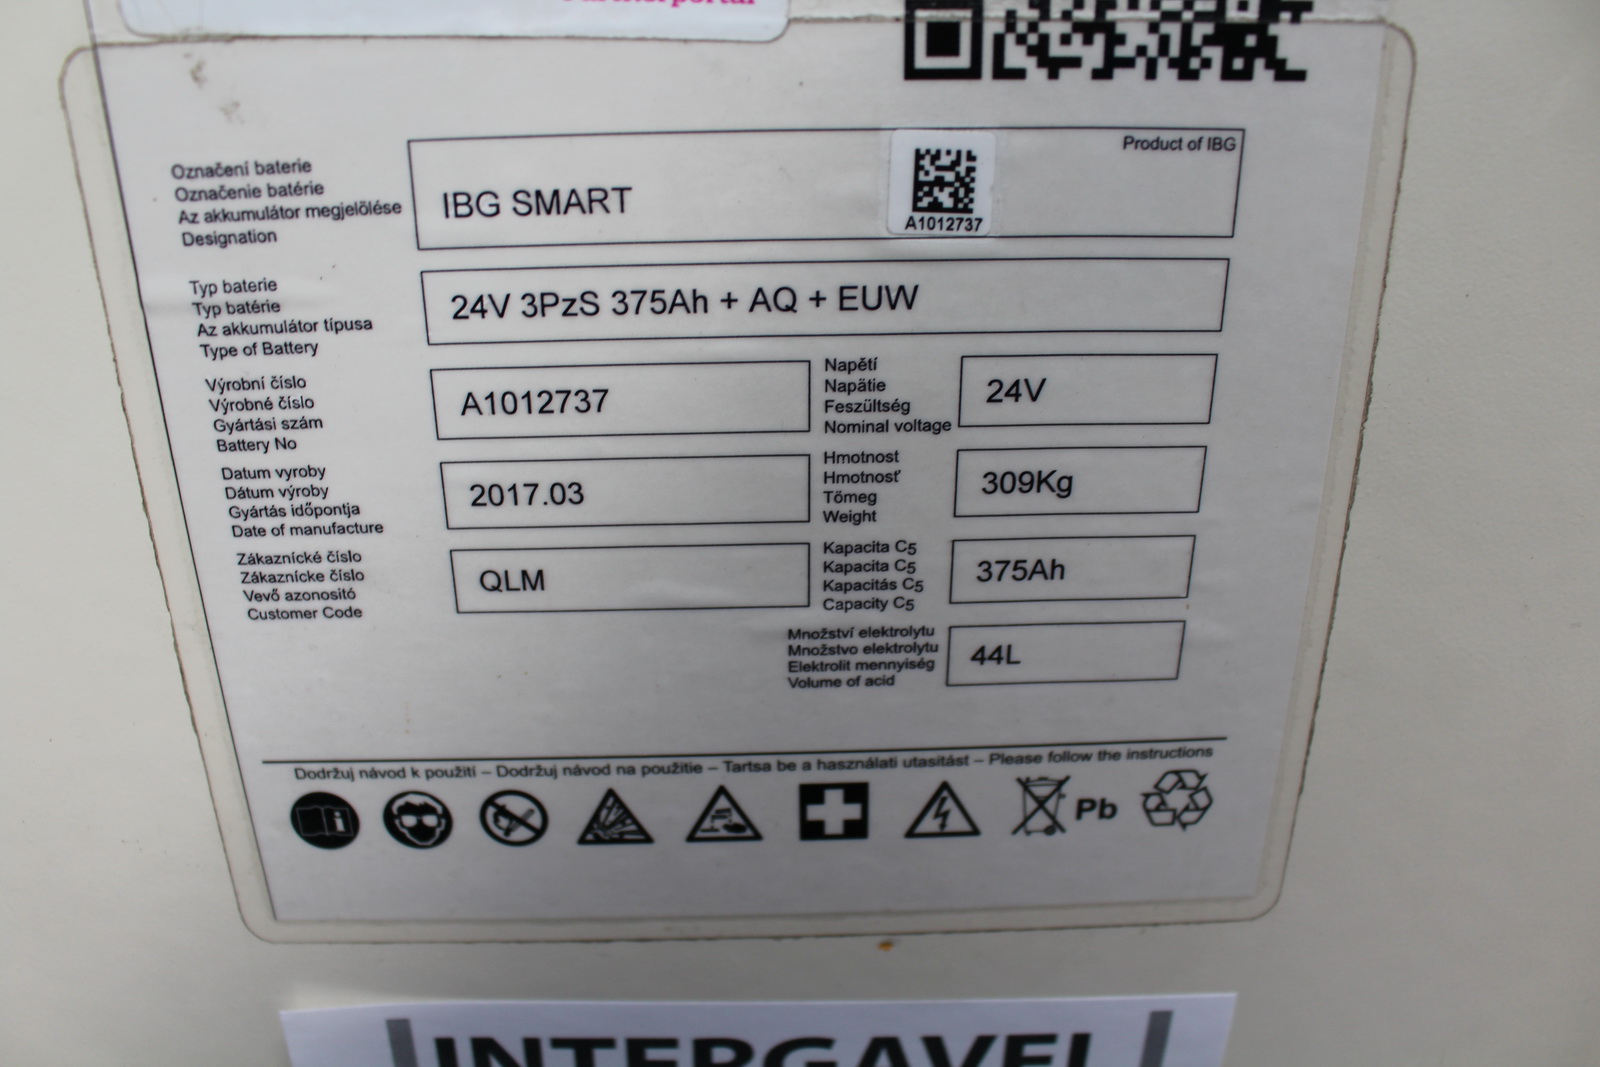 Označení baterie
Označenie batérie
Az akkumulátor megjelölése
Designation
IBG SMART
A1012737
Product of IBG
Typ baterie
Typ batérie
Az akkumulátor típusa
Type of Battery
24V 3PzS 375Ah + AQ + EUW
Výrobní číslo
Výrobné číslo
Gyártási szám
Battery No
A1012737
Napětí
Napätie
Feszültség
Nominal voltage
24V
Datum vyroby
Dátum výroby
Gyártás időpontja
Date of manufacture
2017.03
Hmotnost
Hmotnosť
Tömeg
Weight
309Kg
Zákaznícké číslo
Zákaznícke číslo
Vevő azonosító
Customer Code
QLM
Kapacita C5
Kapacita C5
Kapacitás C5
Capacity C5
375Ah
Množství elektrolytu
Množstvo elektrolytu
Elektrolit mennyiség
Volume of acid
44L
Dodržuj návod k použití – Dodržuj návod na použitie – Tartsa be a használati utasitást – Please follow the instructions
Pb
INTERGAVEL